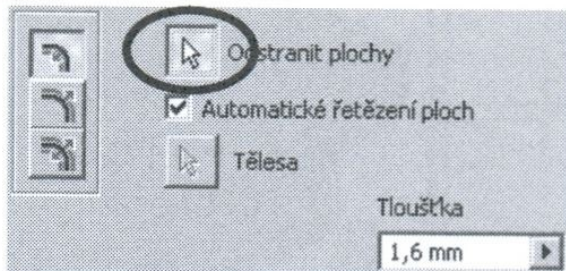 Odstranit plochy
Automatické řetězení ploch
Tělesa
Tloušťka
1,6 mm